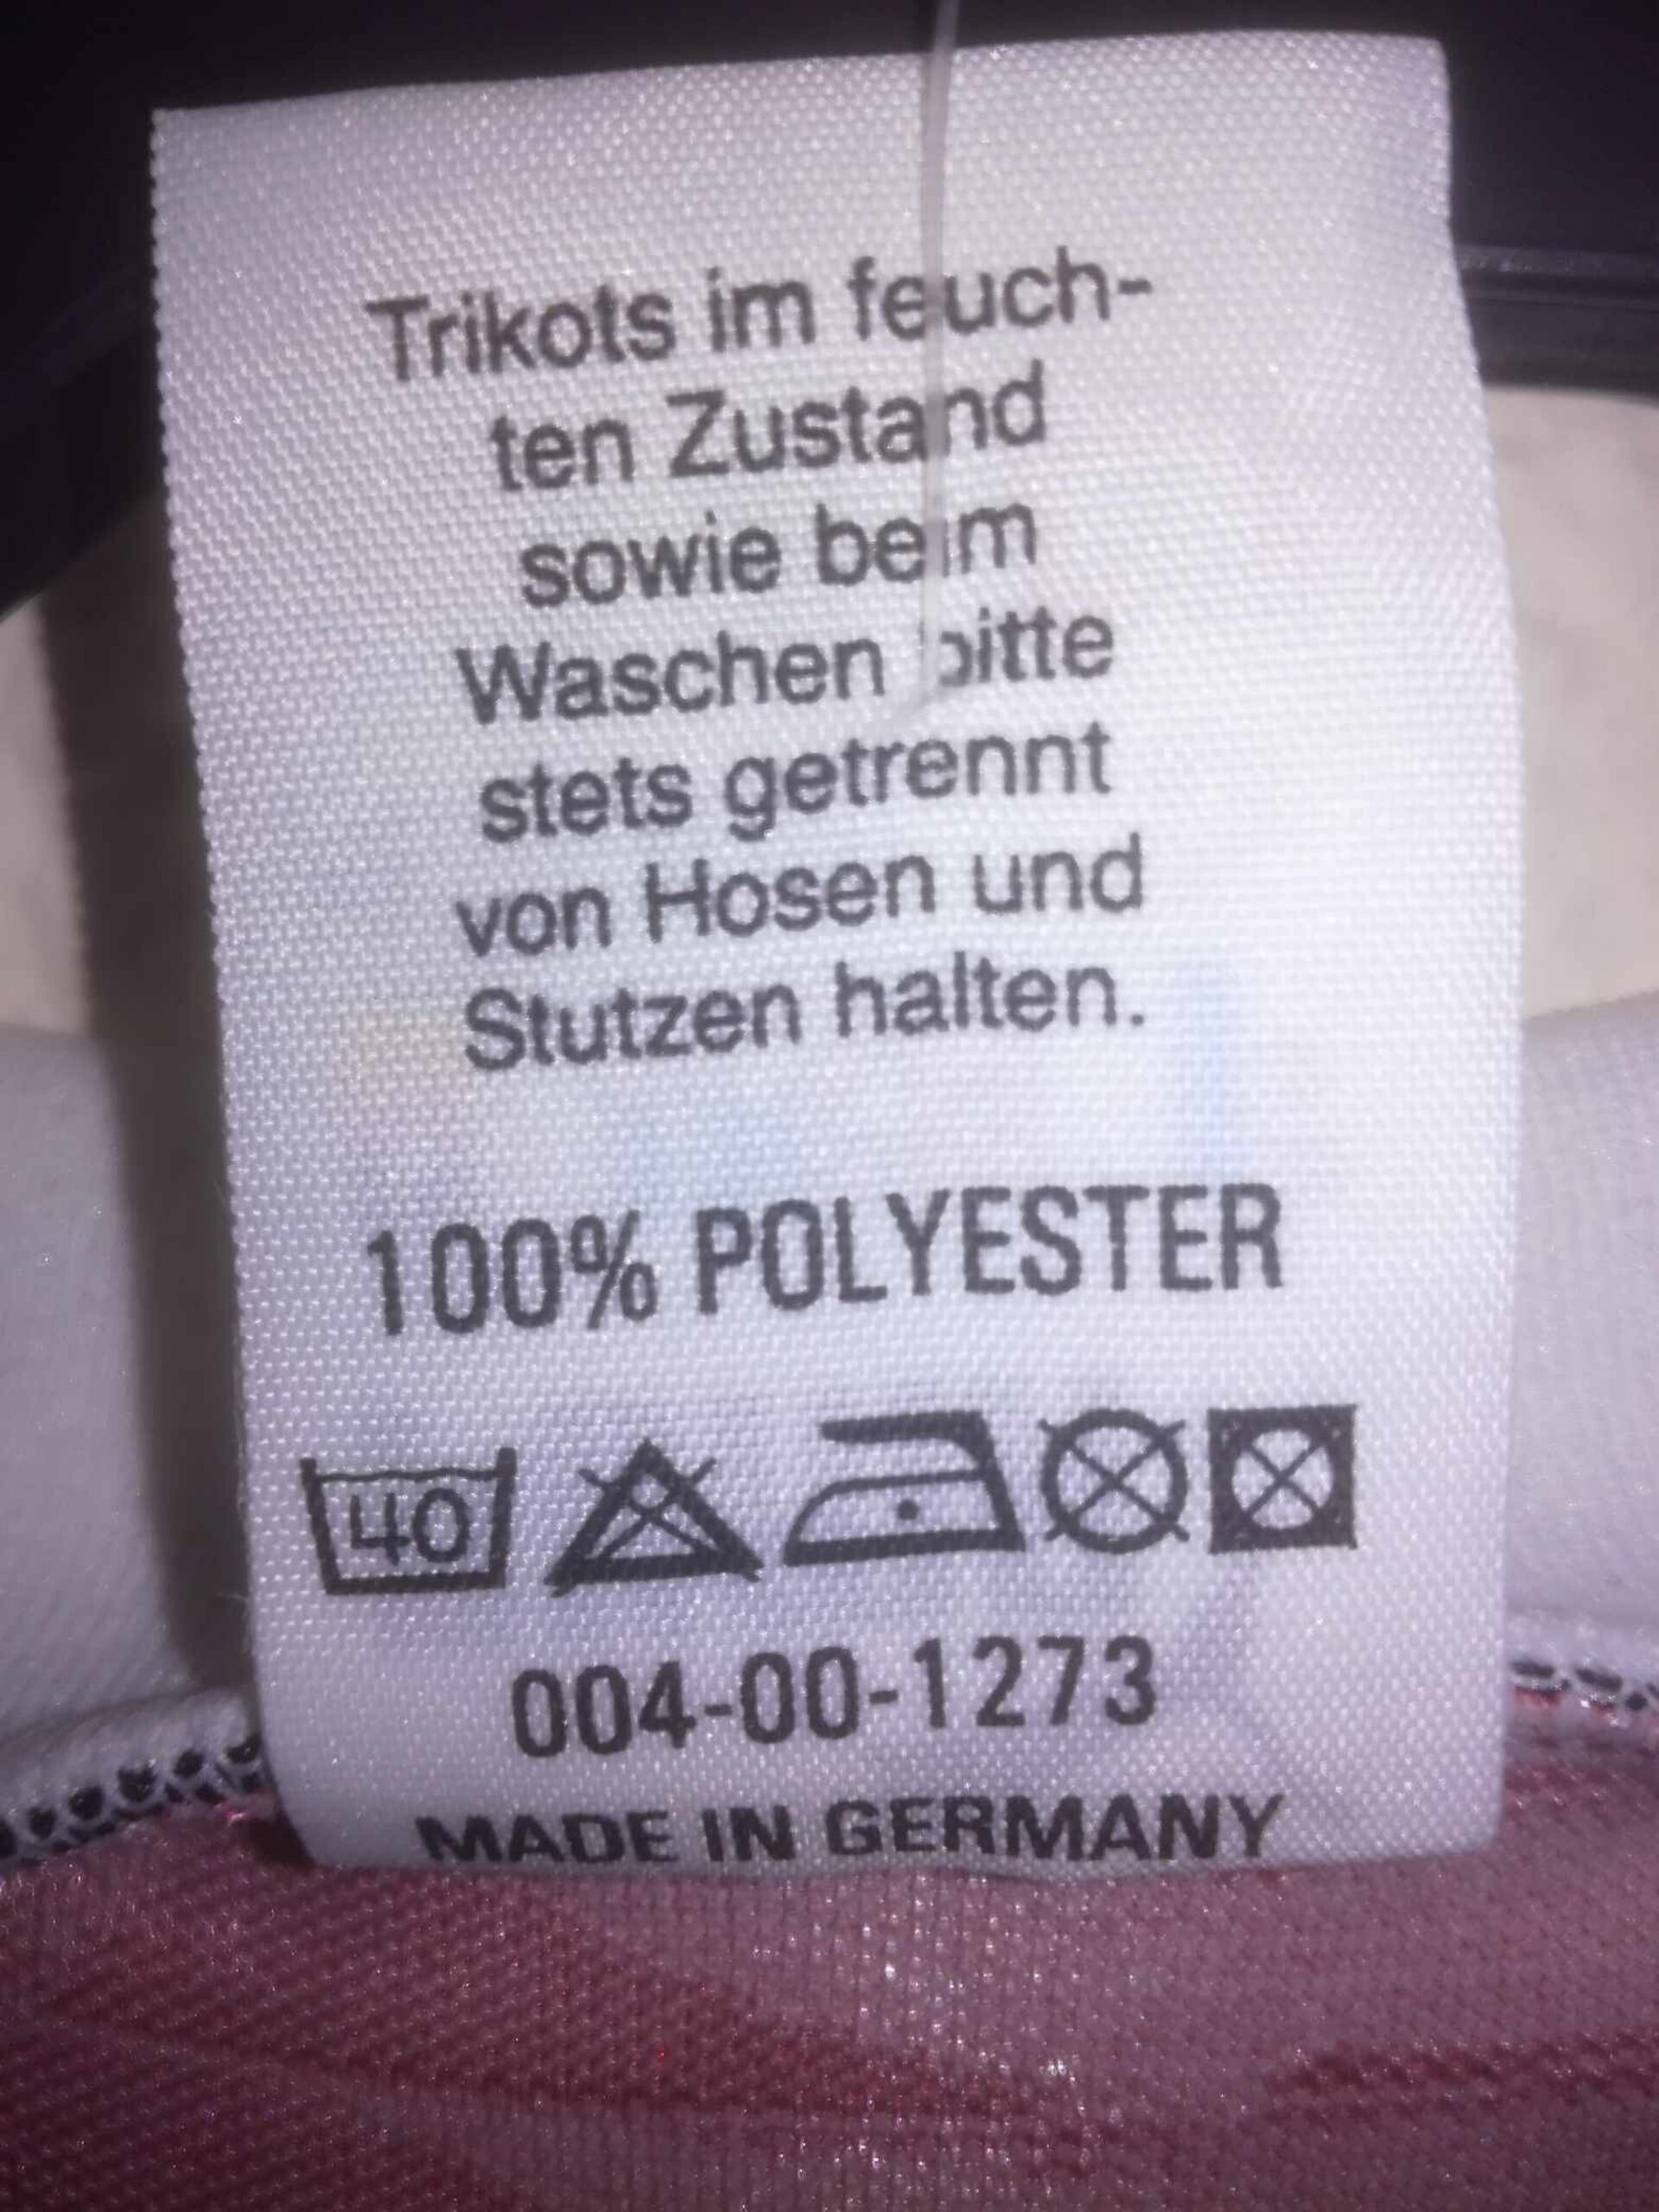 Trikots im feuch-
ten Zustand
sowie beim
Waschen bitte
stets getrennt
von Hosen und
Stutzen halten.
100% POLYESTER
40
004-00-1273
MADE IN GERMANY